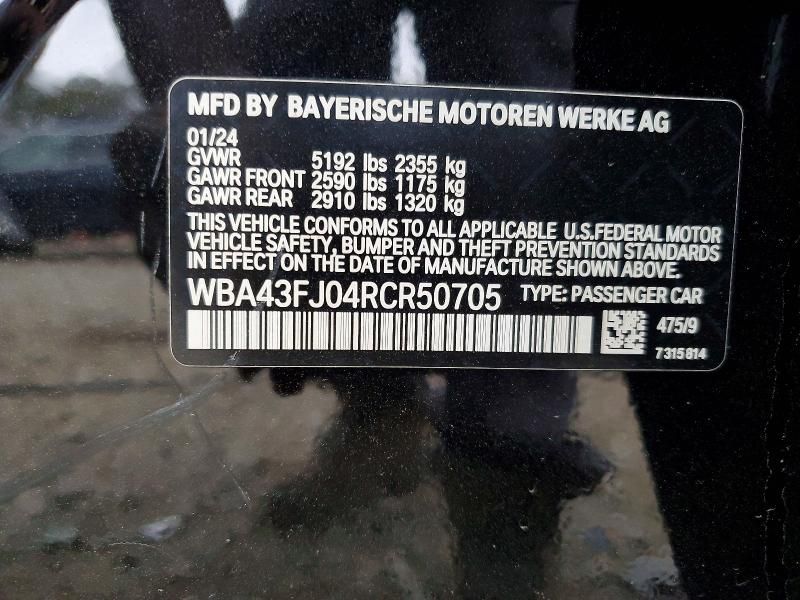 MFD BY BAYERISCHE MOTOREN WERKE AG
01/24
GVWR 5192 lbs 2355 kg
GAWR FRONT 2590 lbs 1175 kg
GAWR REAR 2910 lbs 1320 kg
THIS VEHICLE CONFORMS TO ALL APPLICABLE U.S.FEDERAL MOTOR
VEHICLE SAFETY, BUMPER AND THEFT PREVENTION STANDARDS
IN EFFECT ON THE DATE OF MANUFACTURE SHOWN ABOVE.
WBA43FJ04RCR50705 TYPE: PASSENGER CAR
475/9
7315814